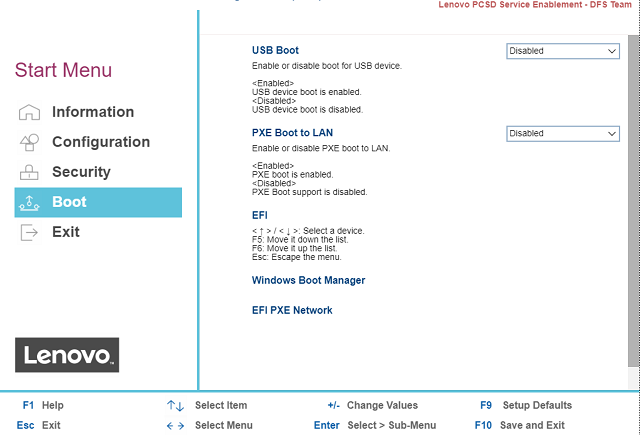 Lenovo PCSD Service Enablement - DFS Team
Start Menu
Information
Configuration
Security
Boot
Exit
Lenovo
USB Boot
Disabled
Enable or disable boot for USB device.
<Enabled>
USB device boot is enabled.
<Disabled>
USB device boot is disabled.
PXE Boot to LAN
Disabled
Enable or disable PXE boot to LAN.
<Enabled>
PXE boot is enabled.
<Disabled>
PXE Boot support is disabled.
EFI
< ↑ > / < ↓ >: Select a device.
F5: Move it down the list.
F6: Move it up the list.
Esc: Escape the menu.
Windows Boot Manager
EFI PXE Network
F1 Help ↑↓ Select Item +/- Change Values F9 Setup Defaults
Esc Exit ←→ Select Menu Enter Select > Sub-Menu F10 Save and Exit